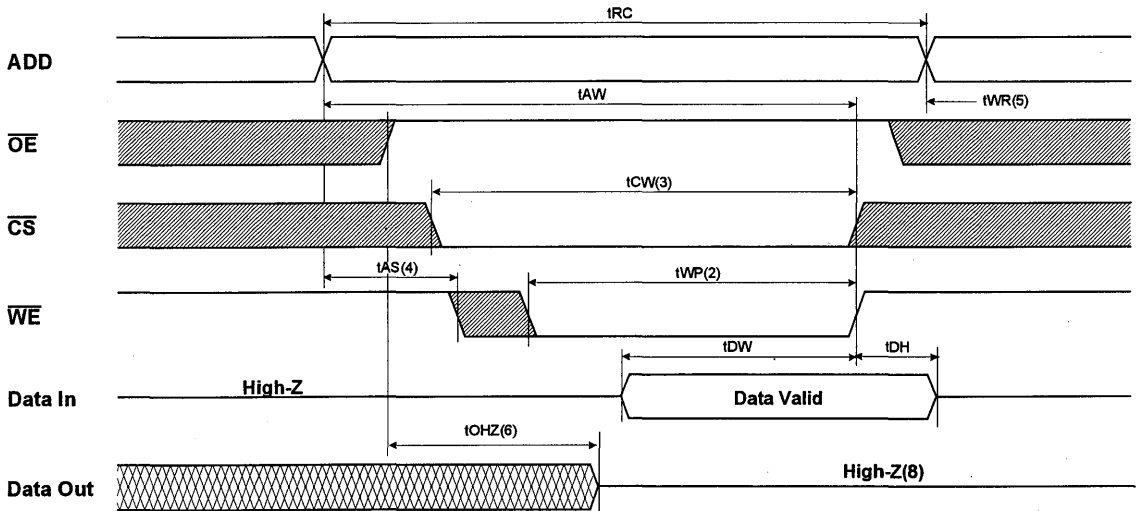 tRC
ADD
tAW
tWR(5)
OE
tCW(3)
CS
tAS(4)
tWP(2)
WE
tDW
tDH
High-Z
Data In
Data Valid
tOHZ(6)
High-Z(8)
Data Out